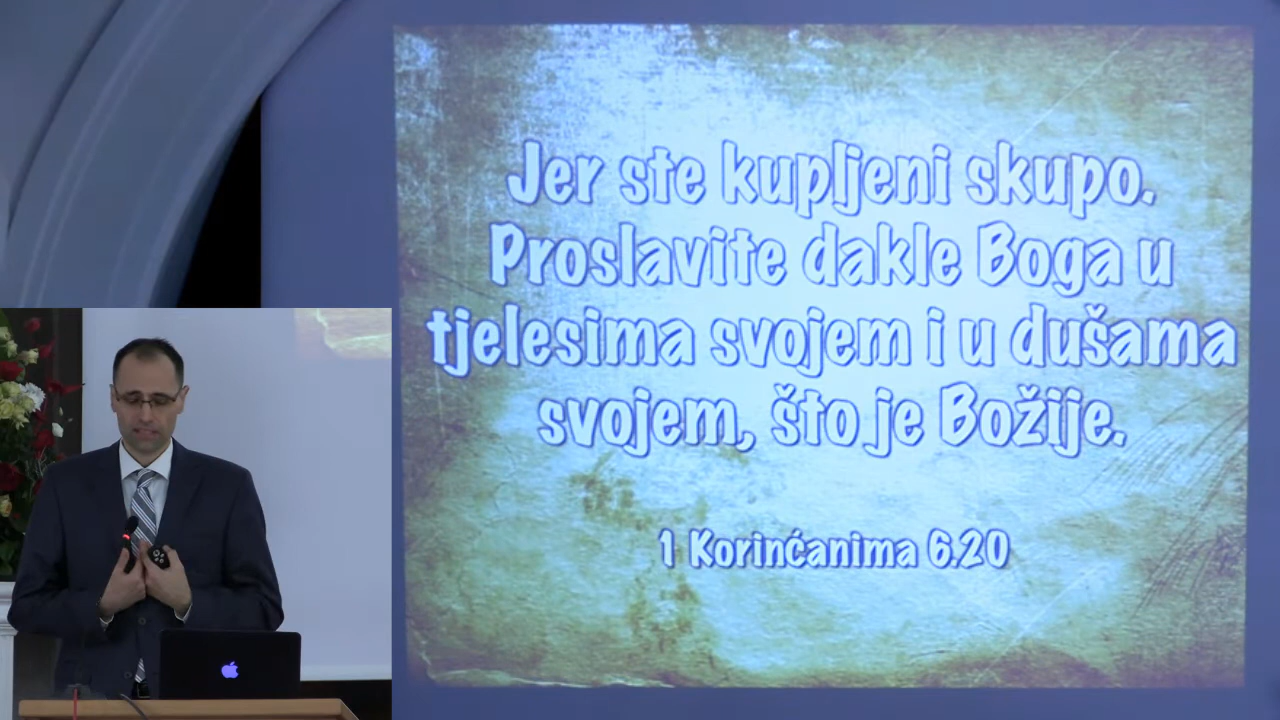 Jer ste kupljeni skupo.
Proslavite dakle Boga u
tjelesima svojem i u dušama
svojem, što je Božije.
1 Korinćanima 6.20